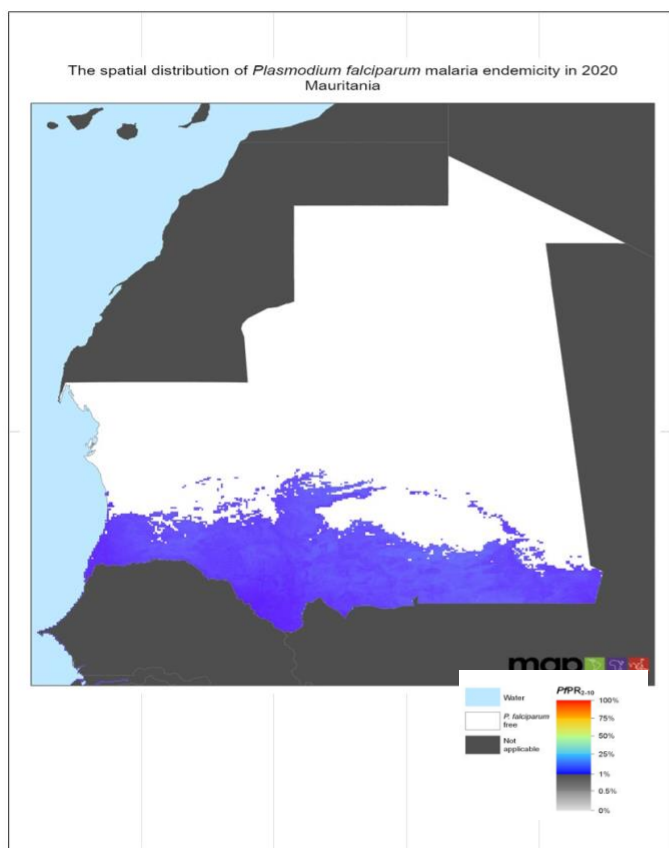 The spatial distribution of Plasmodium falciparum malaria endemicity in 2020
Mauritania
map
Water
P. falciparum
free
Not
applicable
PfPR2-10
100%
75%
50%
25%
1%
0.5%
0%